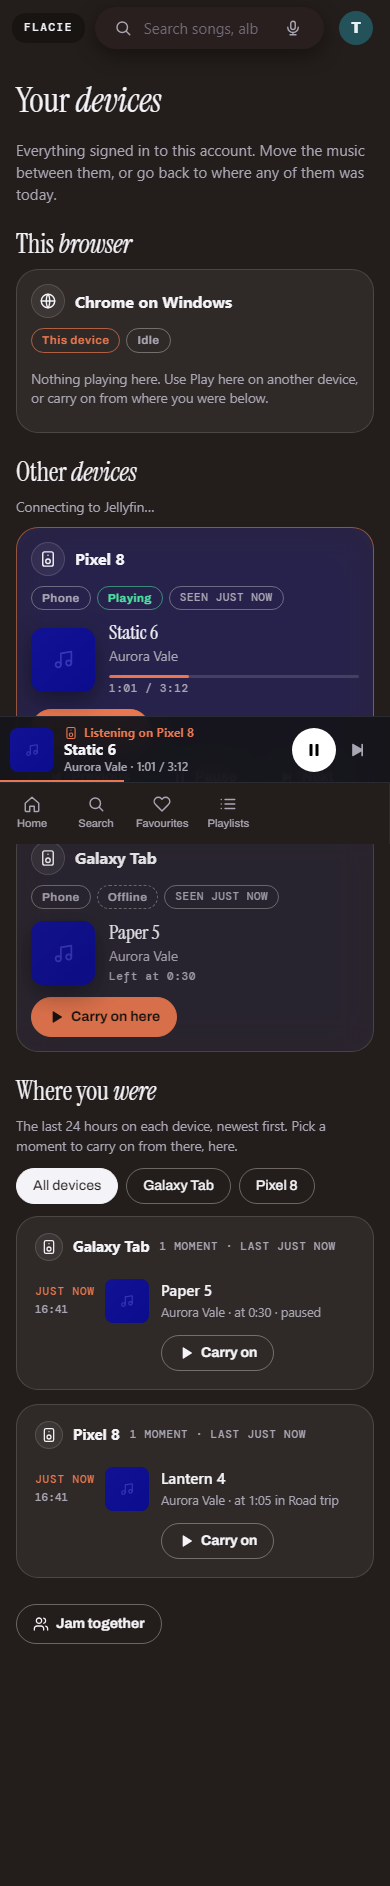 FLACIE
Search songs, alb
T
Your devices
Everything signed in to this account. Move the music
between them, or go back to where any of them was
today.
This browser
Chrome on Windows
This device
Idle
Nothing playing here. Use Play here on another device,
or carry on from where you were below.
Other devices
Connecting to Jellyfin...
Pixel 8
Phone
Playing
SEEN JUST NOW
Static 6
Aurora Vale
1:01 / 3:12
Listening on Pixel 8
Static 6
Aurora Vale · 1:01 / 3:12
Home
Search
Favourites
Playlists
Galaxy Tab
Phone
Offline
SEEN JUST NOW
Paper 5
Aurora Vale
Left at 0:30
Carry on here
Where you were
The last 24 hours on each device, newest first. Pick a
moment to carry on from there, here.
All devices
Galaxy Tab
Pixel 8
Galaxy Tab
1 MOMENT · LAST JUST NOW
JUST NOW
16:41
Paper 5
Aurora Vale · at 0:30 · paused
Carry on
Pixel 8
1 MOMENT · LAST JUST NOW
JUST NOW
16:41
Lantern 4
Aurora Vale · at 1:05 in Road trip
Carry on
Jam together